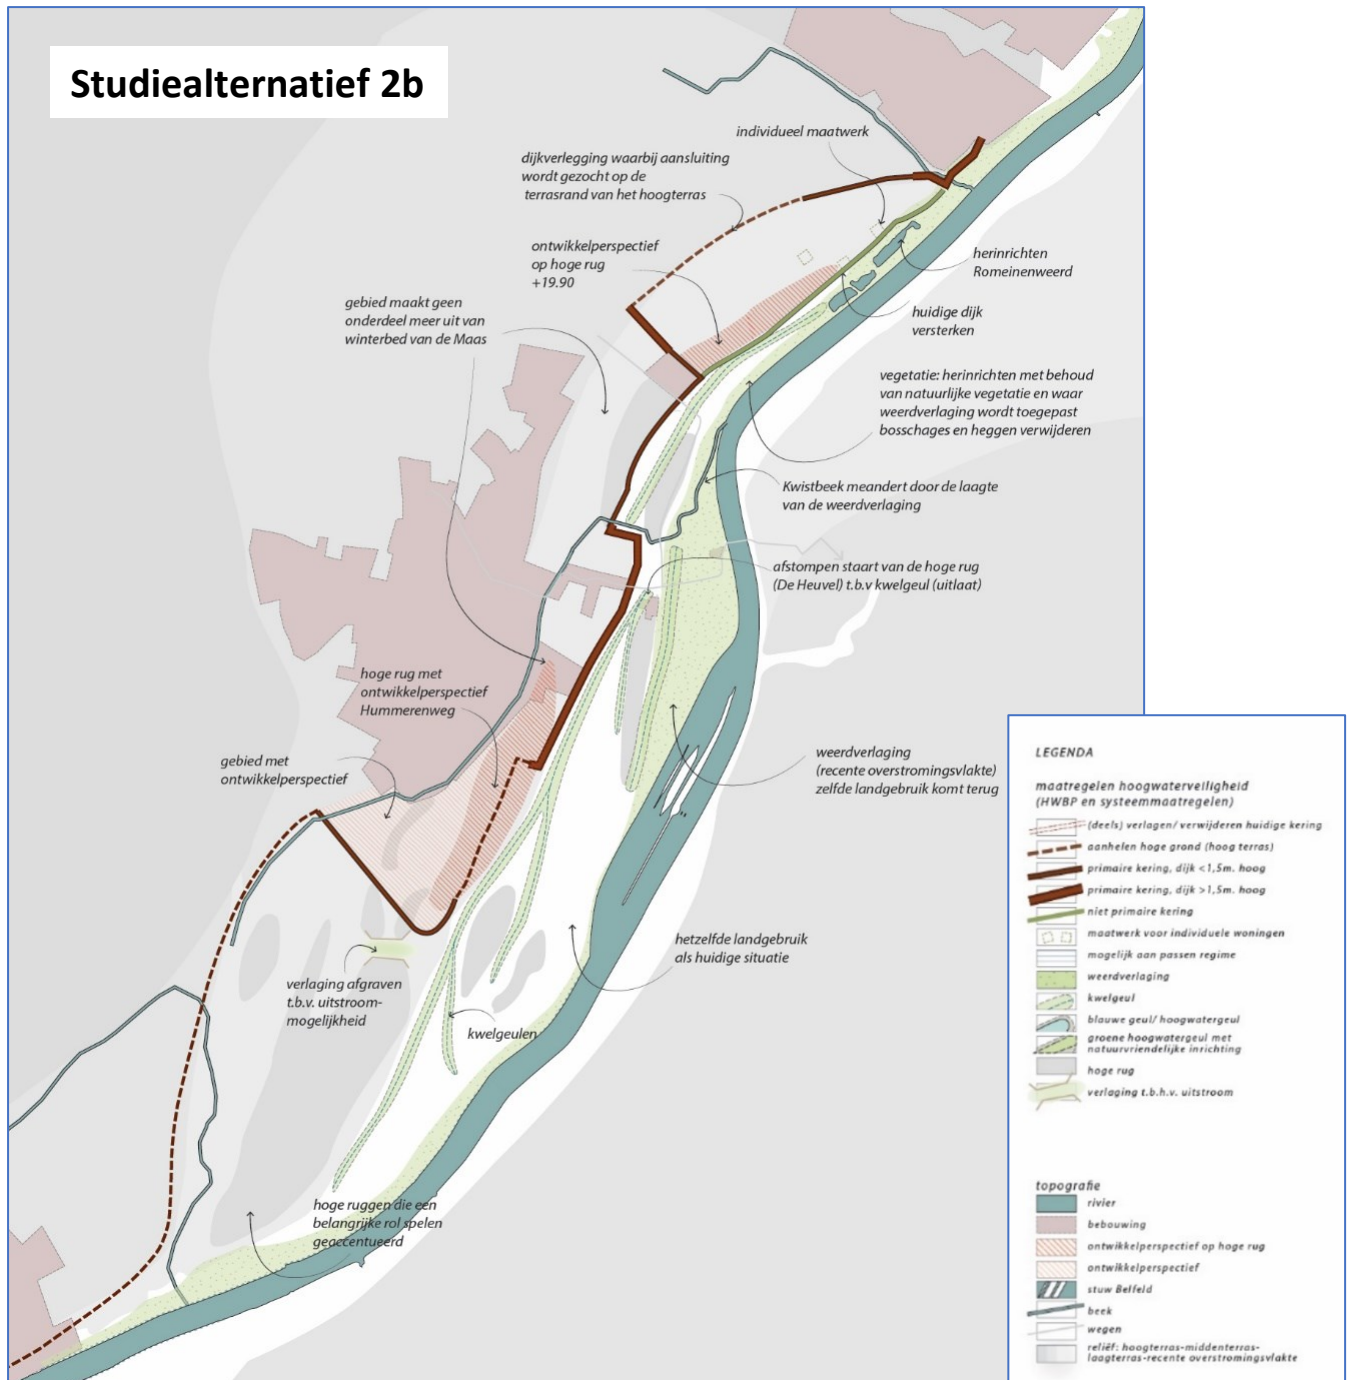 Studiealternatief 2b
individueel maatwerk
dijkverlegging waarbij aansluiting
wordt gezocht op de
terrasrand van het hoogterras
ontwikkelperspectief
op hoge rug
+19.90
herinrichten
Romeinenweerd
gebied maakt geen
onderdeel meer uit van
winterbed van de Maas
huidige dijk
versterken
vegetatie: herinrichten met behoud
van natuurlijke vegetatie en waar
weerdverlaging wordt toegepast
bosschages en heggen verwijderen
Kwistbeek meandert door de laagte
van de weerdverlaging
afstompen staart van de hoge rug
(De Heuvel) t.b.v kwelgeul (uitlaat)
hoge rug met
ontwikkelperspectief
Hummerenweg
gebied met
ontwikkelperspectief
weerdverlaging
(recente overstromingsvlakte)
zelfde landgebruik komt terug
hetzelfde landgebruik
als huidige situatie
verlaging afgraven
t.b.v. uitstroom-
mogelijkheid
kwelgeulen
hoge ruggen die een
belangrijke rol spelen
geaccentueerd
LEGENDA
maatregelen hoogwaterveiligheid
(HWBP en systeemmaatregelen)
(deels) verlagen/ verwijderen huidige kering
aanhelen hoge grond (hoog terras)
primaire kering, dijk <1,5m. hoog
primaire kering, dijk >1,5m. hoog
niet primaire kering
maatwerk voor individuele woningen
mogelijk aan passen regime
weerdverlaging
kwelgeul
blauwe geul/ hoogwatergeul
groene hoogwatergeul met
natuurvriendelijke inrichting
hoge rug
verlaging t.b.h.v. uitstroom
topografie
rivier
bebouwing
ontwikkelperspectief op hoge rug
ontwikkelperspectief
stuw Belfeld
beek
wegen
reliëf: hoogterras-middenterras-
laagterras-recente overstromingsvlakte